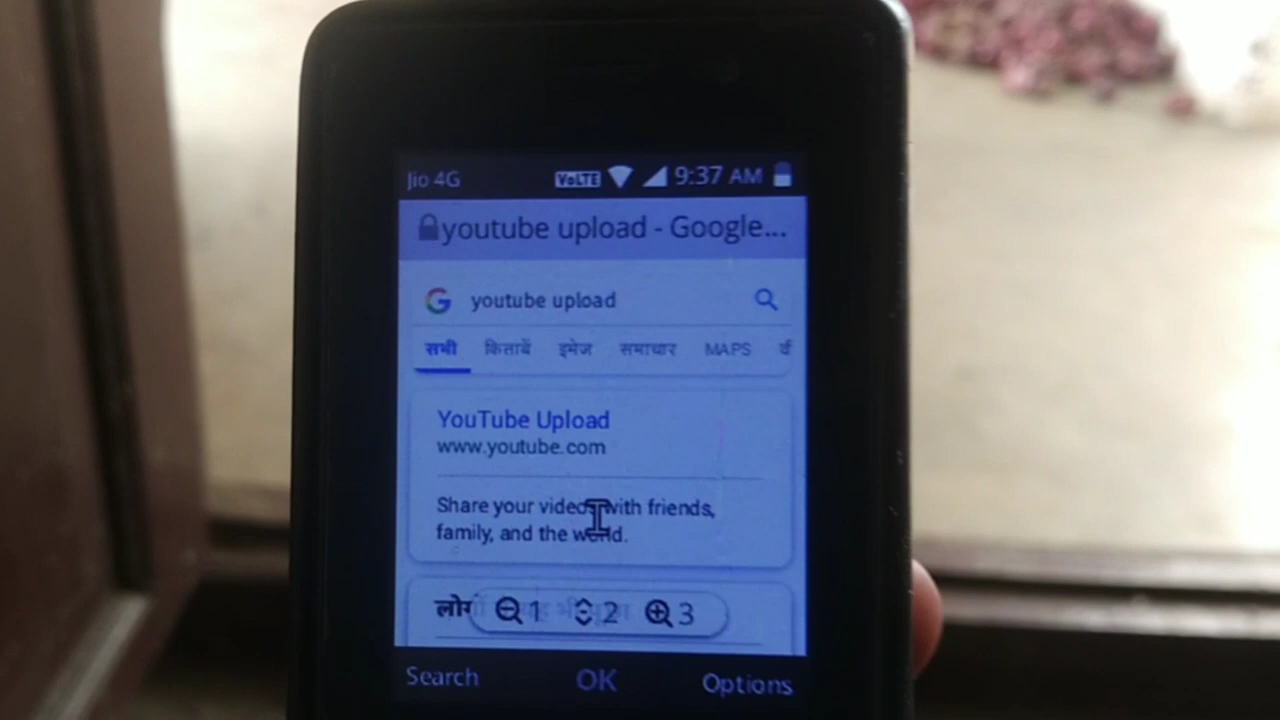 Jio 4G VoLTE 9:37 AM
youtube upload - Google...
G youtube upload
सभी किताबें इमेज समाचार MAPS
YouTube Upload
www.youtube.com
Share your videos with friends,
family, and the world.
1 2 3
Search OK Options